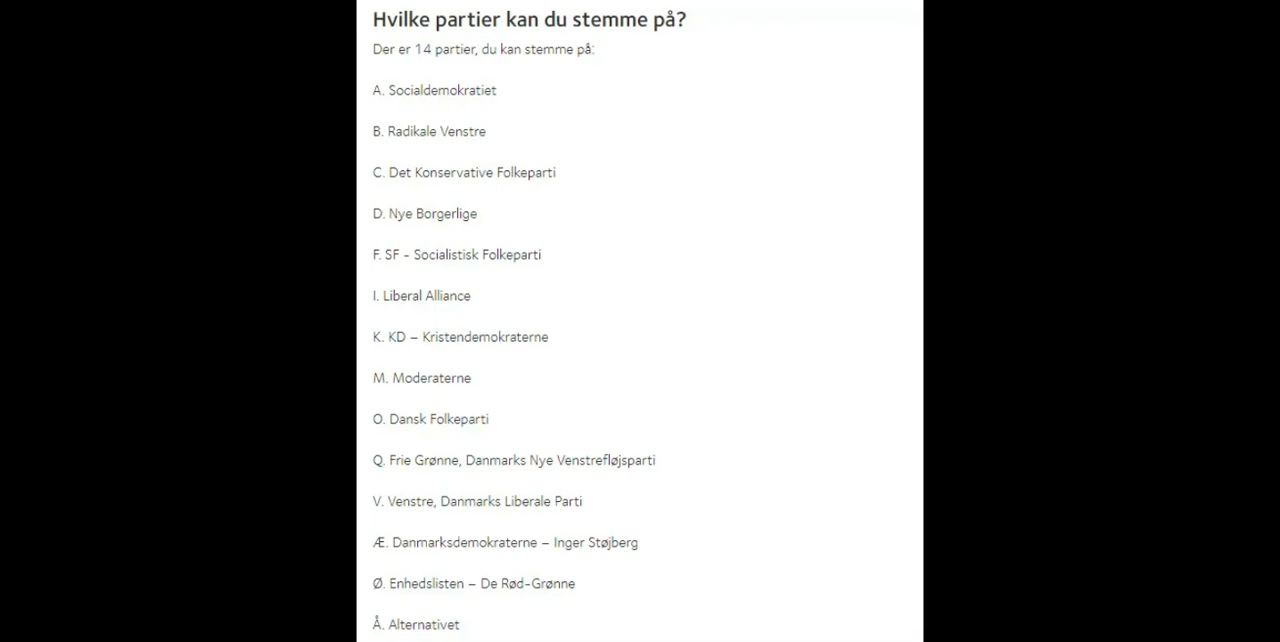 Hvilke partier kan du stemme på?
Der er 14 partier, du kan stemme på:
A. Socialdemokratiet
B. Radikale Venstre
C. Det Konservative Folkeparti
D. Nye Borgerlige
F. SF - Socialistisk Folkeparti
I. Liberal Alliance
K. KD – Kristendemokraterne
M. Moderaterne
O. Dansk Folkeparti
Q. Frie Grønne, Danmarks Nye Venstrefløjsparti
V. Venstre, Danmarks Liberale Parti
Æ. Danmarksdemokraterne – Inger Støjberg
Ø. Enhedslisten – De Rød-Grønne
Å. Alternativet